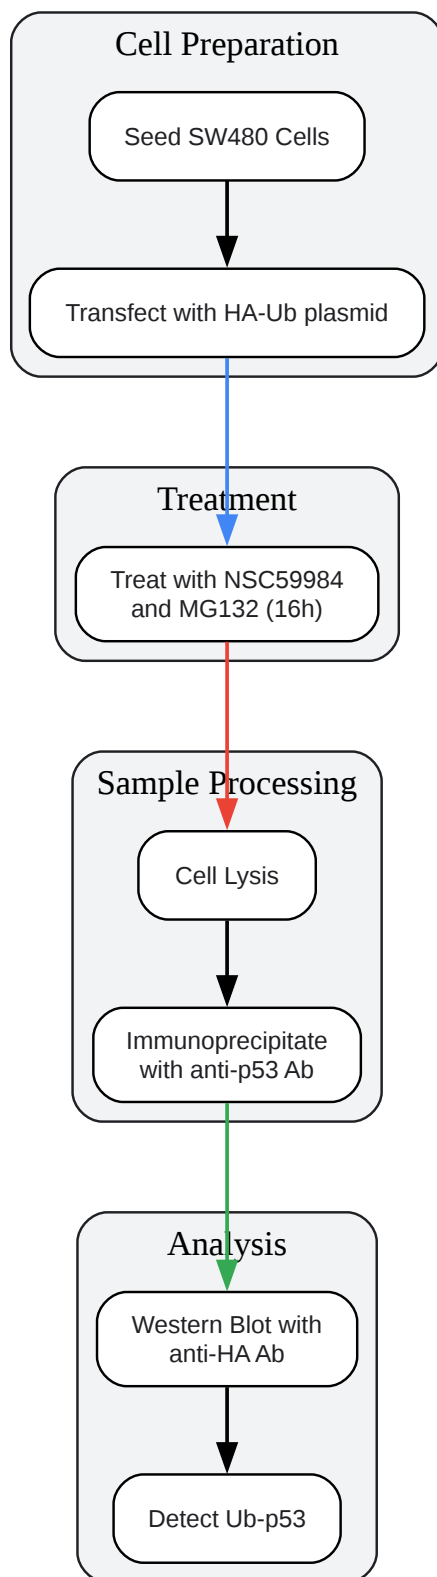 Cell Preparation
Seed SW480 Cells
Transfect with HA-Ub plasmid
Treatment
Treat with NSC59984
and MG132 (16h)
Sample Processing
Cell Lysis
Immunoprecipitate
with anti-p53 Ab
Analysis
Western Blot with
anti-HA Ab
Detect Ub-p53